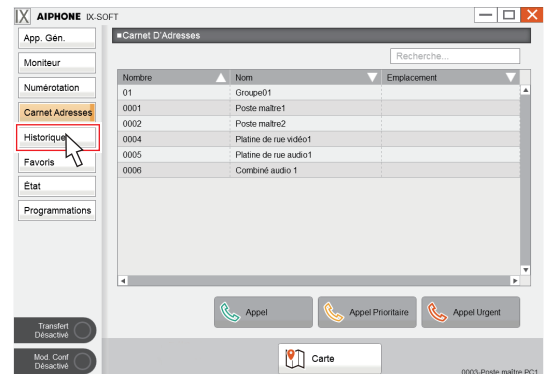 IX AIPHONE IX-SOFT
App. Gén.
Moniteur
Numérotation
Carnet Adresses
Historique
Favoris
État
Programmations
Transfert
Désactivé
Mod. Conf
Désactivé
■Carnet D'Adresses
Recherche...
Nombre Nom Emplacement
01 Groupe01
0001 Poste maître1
0002 Poste maître2
0004 Platine de rue vidéo1
0005 Platine de rue audio1
0006 Combiné audio 1
Appel Appel Prioritaire Appel Urgent
Carte
0003-Poste maître PC1